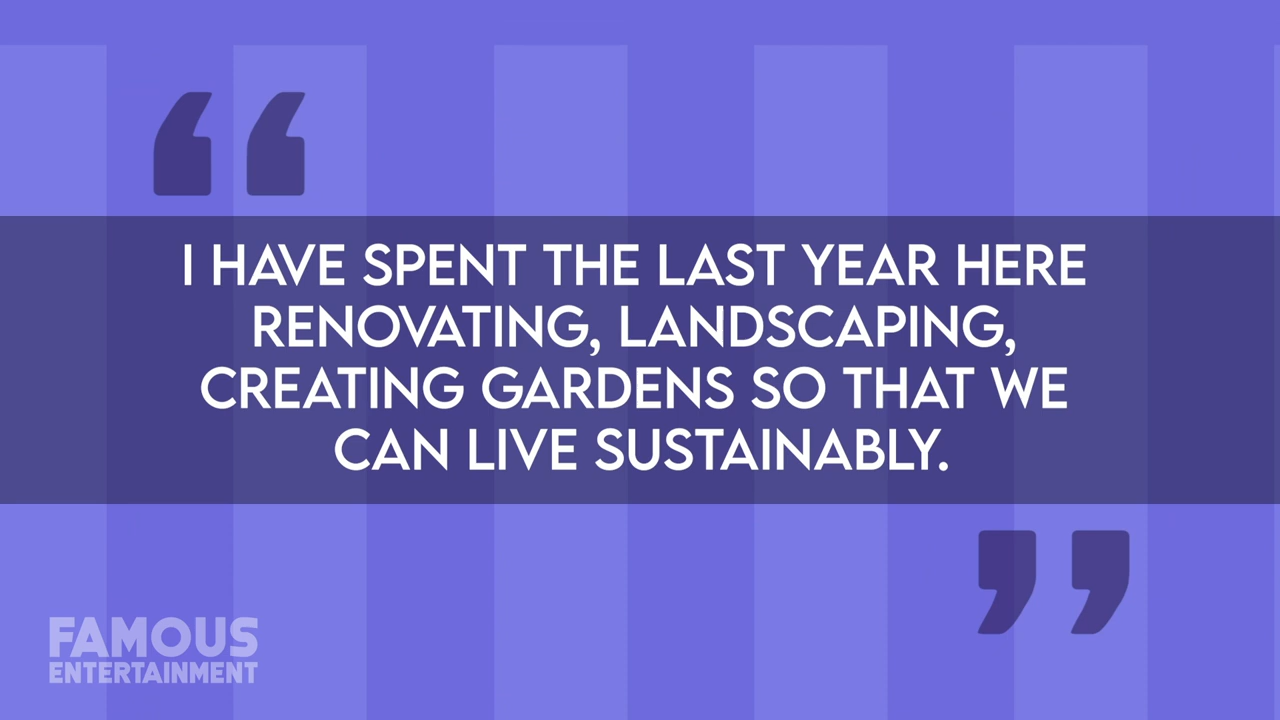 I HAVE SPENT THE LAST YEAR HERE
RENOVATING, LANDSCAPING,
CREATING GARDENS SO THAT WE
CAN LIVE SUSTAINABLY.
FAMOUS
ENTERTAINMENT